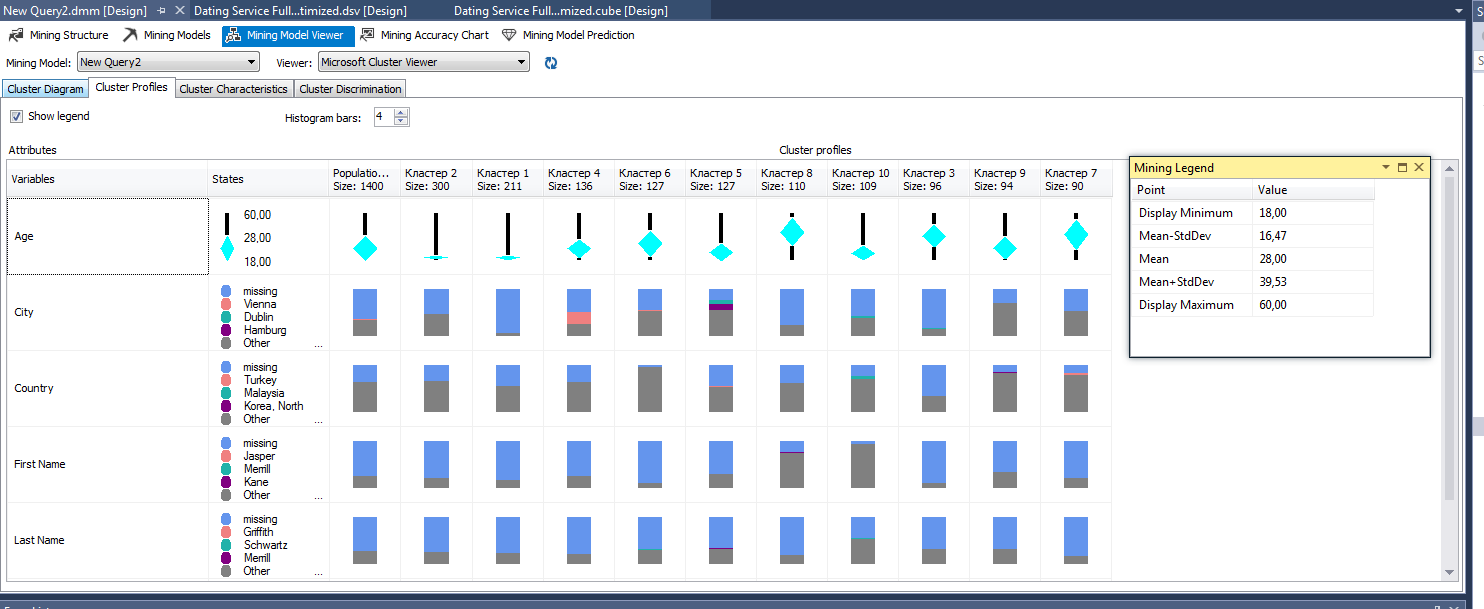 New Query2.dmm [Design] Dating Service Full...timized.dsv [Design] Dating Service Full...mized.cube [Design]
Mining Structure Mining Models Mining Model Viewer Mining Accuracy Chart Mining Model Prediction
Mining Model: New Query2 Viewer: Microsoft Cluster Viewer
Cluster Diagram Cluster Profiles Cluster Characteristics Cluster Discrimination
Show legend Histogram bars: 4
Attributes Cluster profiles
Variables States
Populatio... Кластер 2 Кластер 1 Кластер 4 Кластер 6 Кластер 5 Кластер 8 Кластер 10 Кластер 3 Кластер 9 Кластер 7
Size: 1400 Size: 300 Size: 211 Size: 136 Size: 127 Size: 127 Size: 110 Size: 109 Size: 96 Size: 94 Size: 90
Age
60,00
28,00
18,00
City
missing
Vienna
Dublin
Hamburg
Other ...
Country
missing
Turkey
Malaysia
Korea, North
Other ...
First Name
missing
Jasper
Merrill
Kane
Other ...
Last Name
missing
Griffith
Schwartz
Merrill
Other ...
Mining Legend
Point Value
Display Minimum 18,00
Mean-StdDev 16,47
Mean 28,00
Mean+StdDev 39,53
Display Maximum 60,00